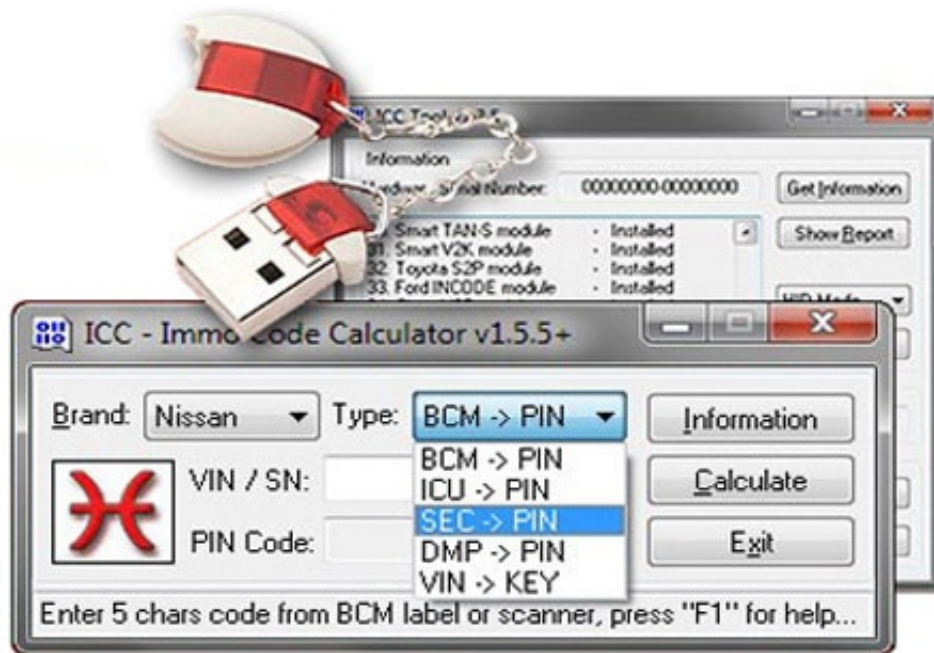 ICC Tool
Information
Serial Number: 00000000-00000000
Get Information
Smart TAN-S module - Installed
31. Smart V2K module - Installed
32. Toyota S2P module - Installed
33. Ford INCODE module - Installed
Show Report
HID Mode
ICC - Immo Code Calculator v1.5.5+
Brand: Nissan Type: BCM -> PIN Information
BCM -> PIN
VIN / SN: ICU -> PIN Calculate
SEC -> PIN
PIN Code: DMP -> PIN Exit
VIN -> KEY
Enter 5 chars code from BCM label or scanner, press "F1" for help...